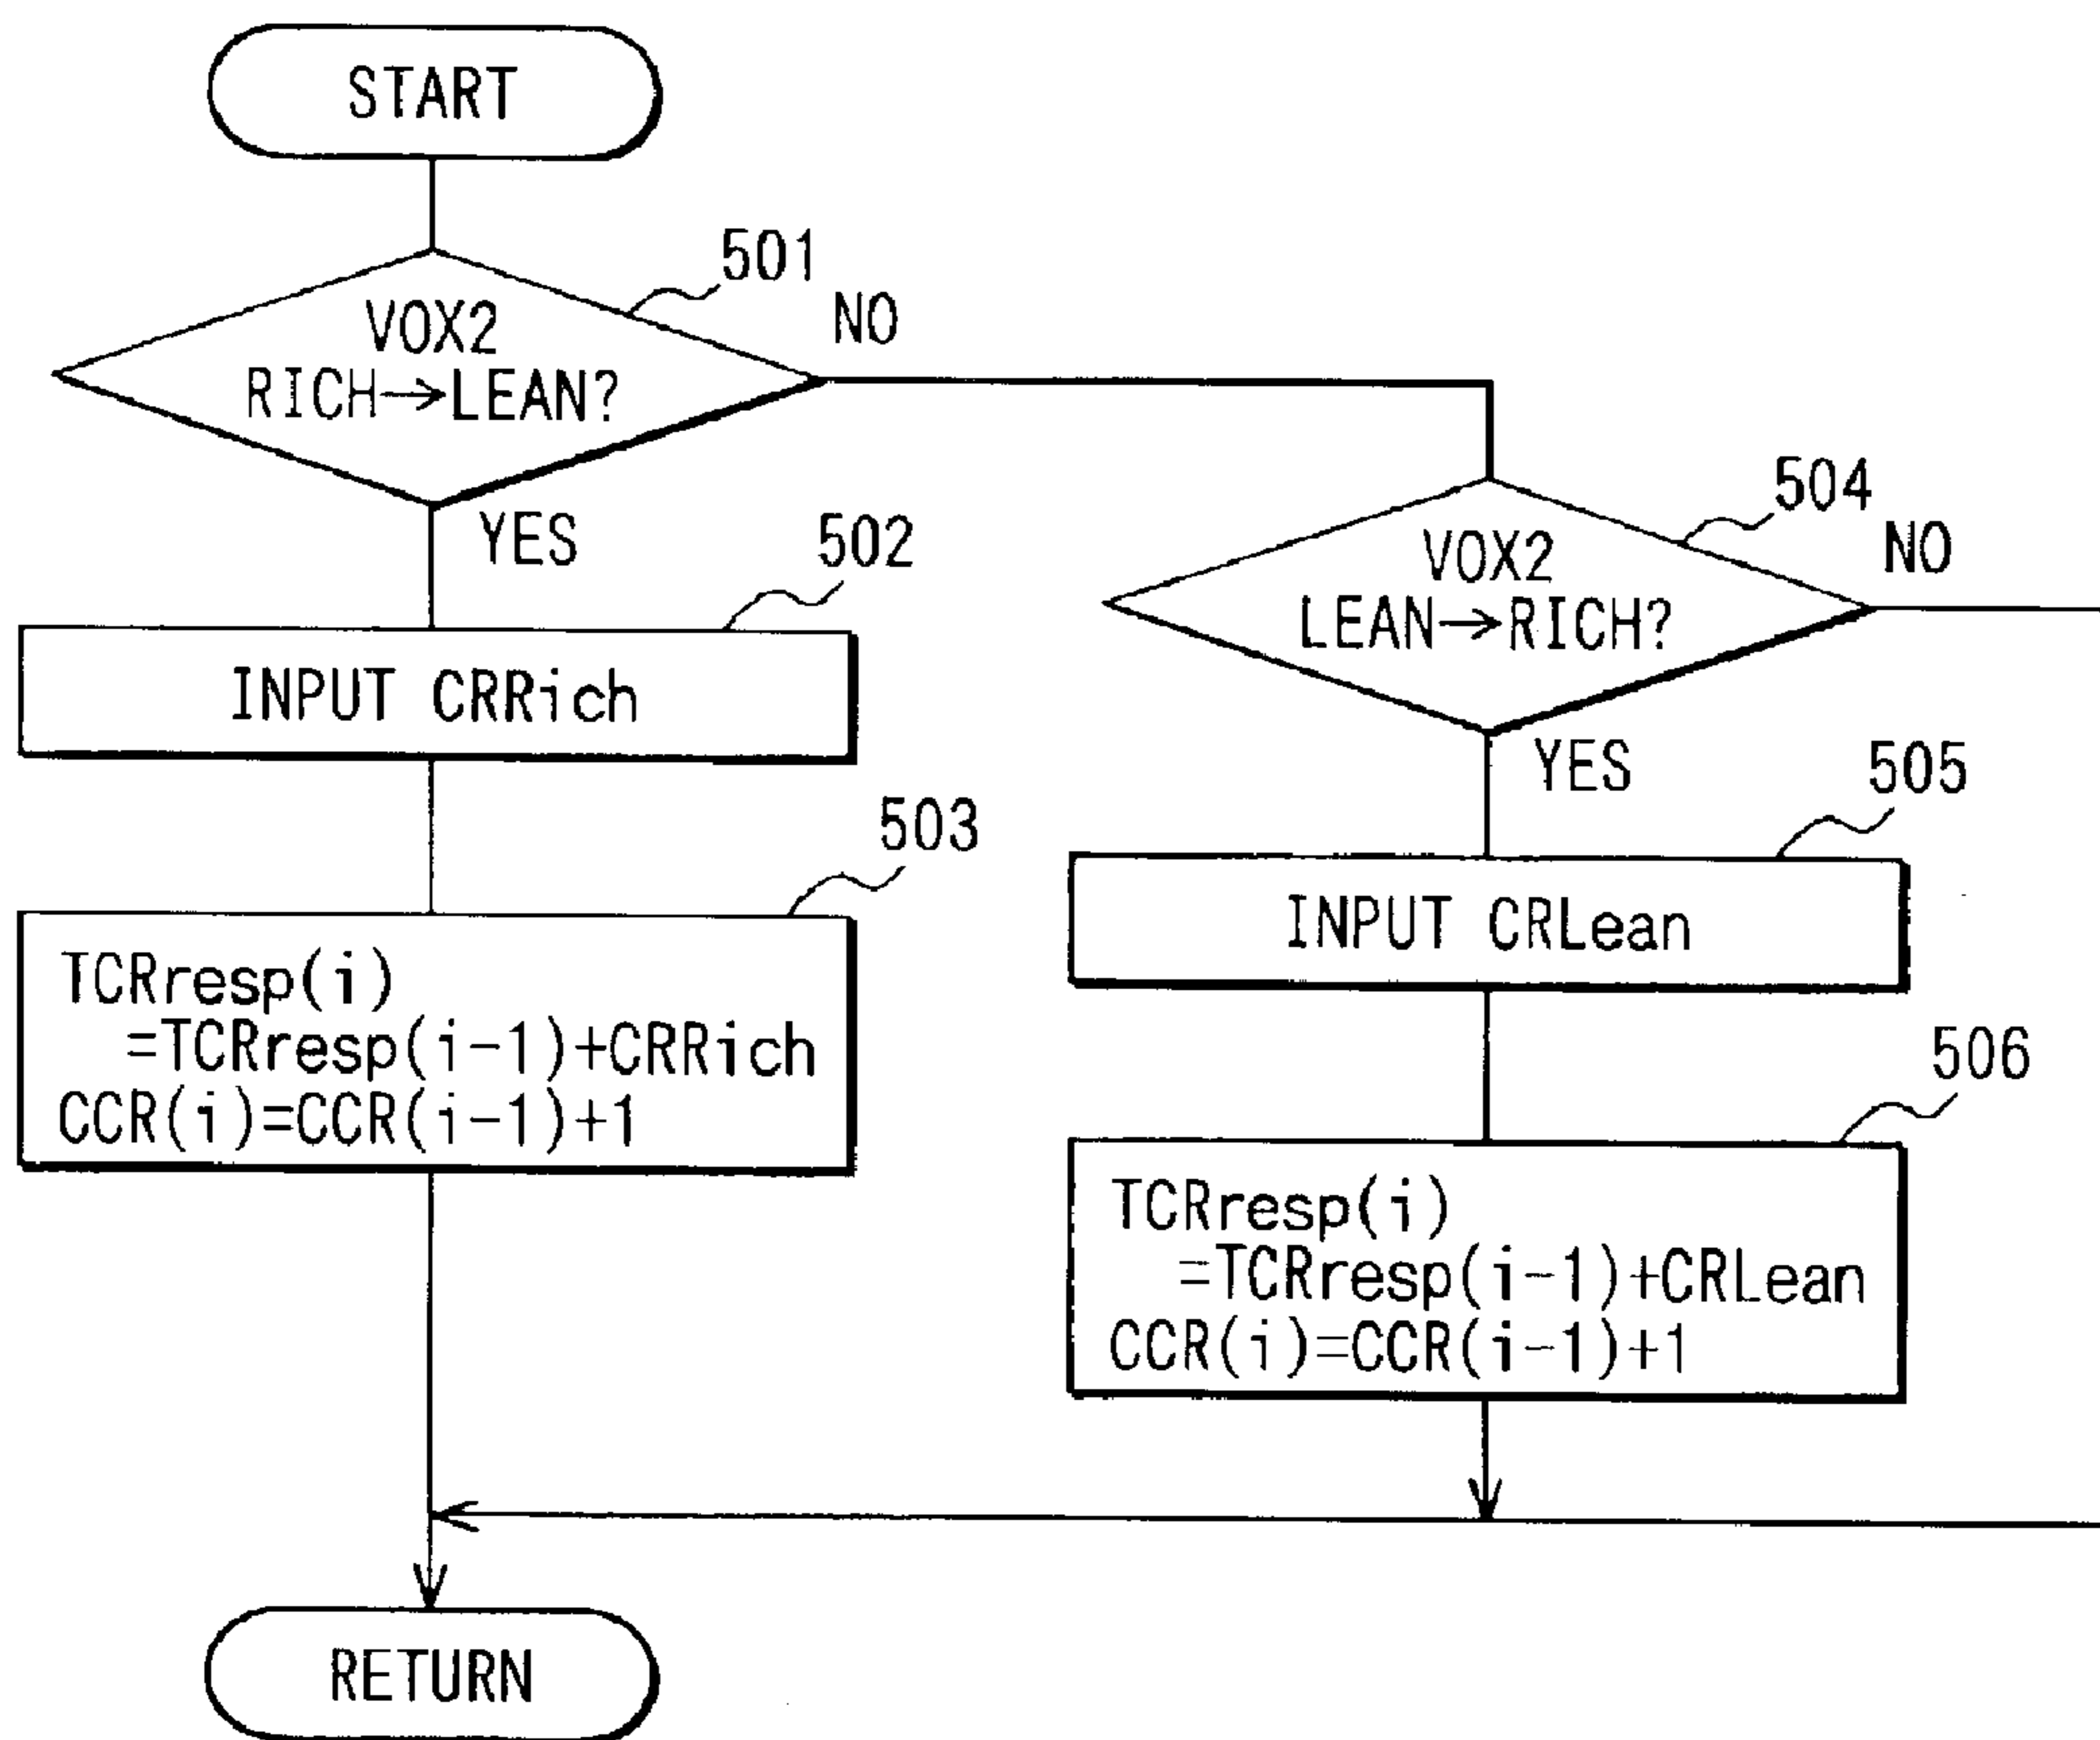 START
501
VOX2
RICH→LEAN?
NO
YES
502
INPUT CRRich
503
TCRresp(i)
=TCRresp(i-1)+CRRich
CCR(i)=CCR(i-1)+1
504
VOX2
LEAN→RICH?
NO
YES
505
INPUT CRLean
506
TCRresp(i)
=TCRresp(i-1)+CRLean
CCR(i)=CCR(i-1)+1
RETURN